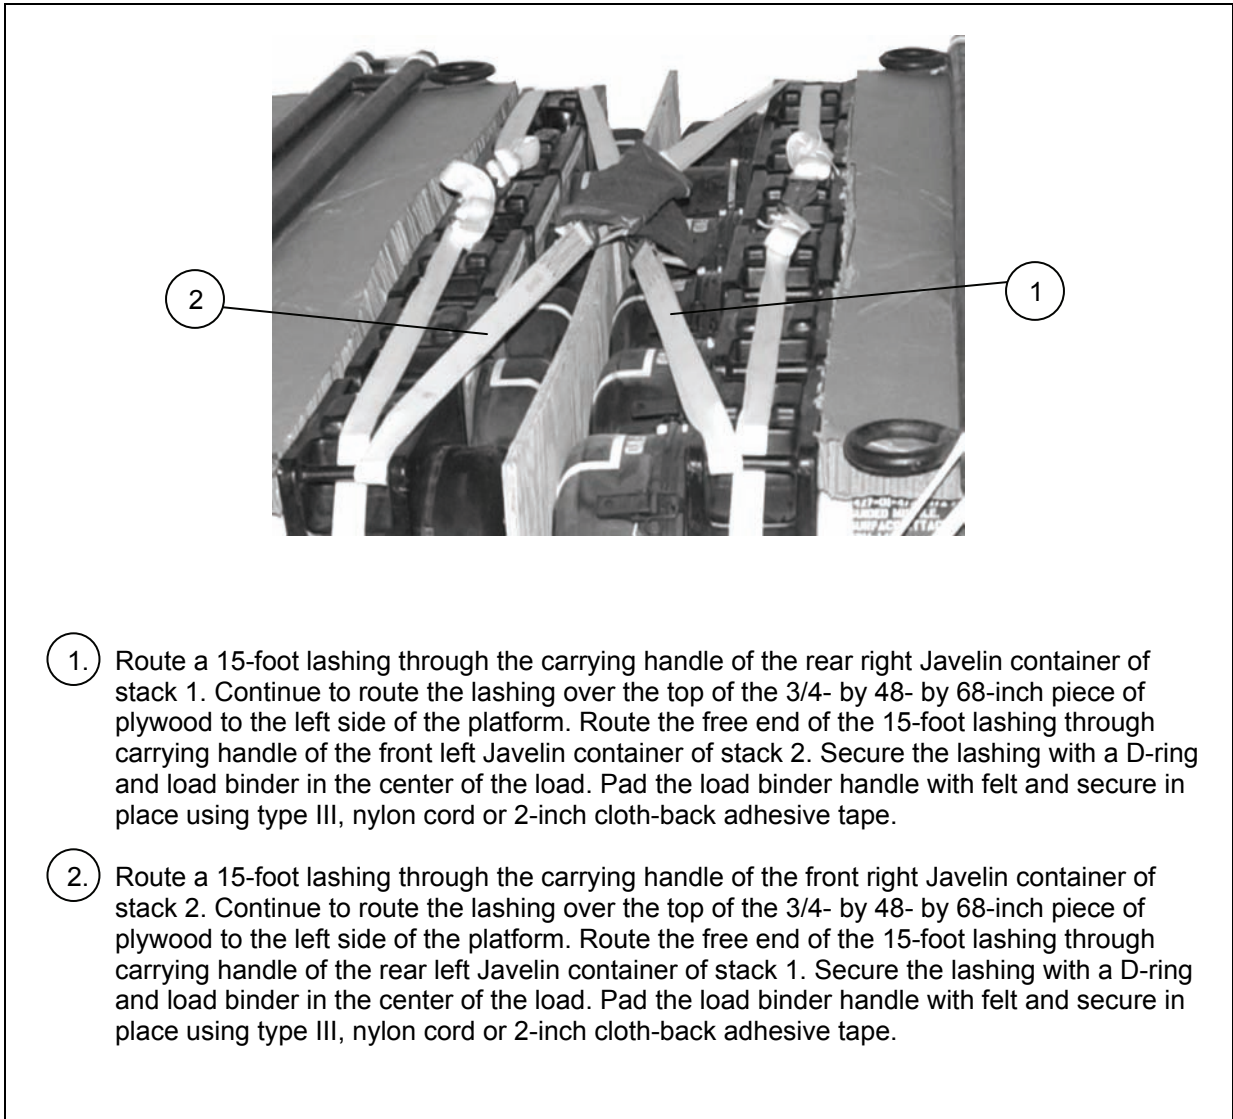 2
1
GUIDED
SURFACE ATTAC
1. Route a 15-foot lashing through the carrying handle of the rear right Javelin container of
stack 1. Continue to route the lashing over the top of the 3/4- by 48- by 68-inch piece of
plywood to the left side of the platform. Route the free end of the 15-foot lashing through
carrying handle of the front left Javelin container of stack 2. Secure the lashing with a D-ring
and load binder in the center of the load. Pad the load binder handle with felt and secure in
place using type III, nylon cord or 2-inch cloth-back adhesive tape.
2. Route a 15-foot lashing through the carrying handle of the front right Javelin container of
stack 2. Continue to route the lashing over the top of the 3/4- by 48- by 68-inch piece of
plywood to the left side of the platform. Route the free end of the 15-foot lashing through
carrying handle of the rear left Javelin container of stack 1. Secure the lashing with a D-ring
and load binder in the center of the load. Pad the load binder handle with felt and secure in
place using type III, nylon cord or 2-inch cloth-back adhesive tape.